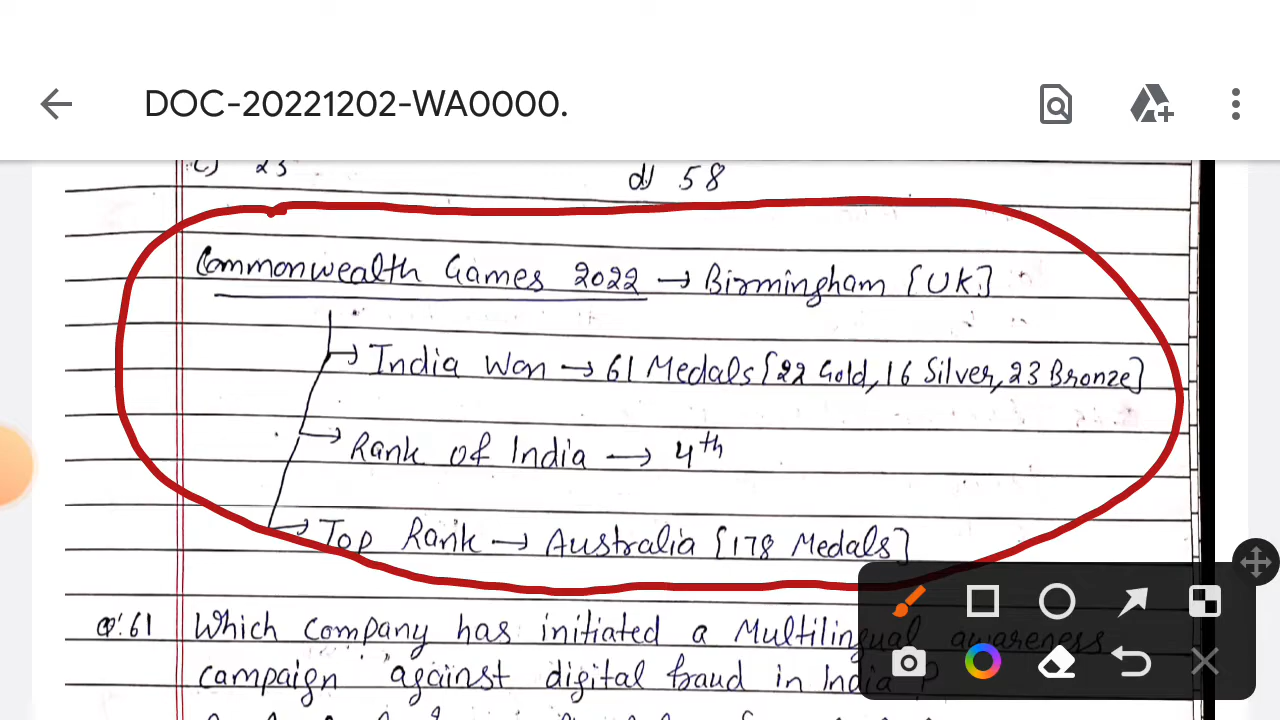 DOC-20221202-WA0000.
c) 23 d) 58
Commonwealth Games 2022 → Birmingham [UK]
→ India Won → 61 Medals [22 Gold, 16 Silver, 23 Bronze]
→ Rank of India → 4th
→ Top Rank → Australia [178 Medals]
Q.61 Which company has initiated a Multilingual awareness
campaign against digital fraud in India ?